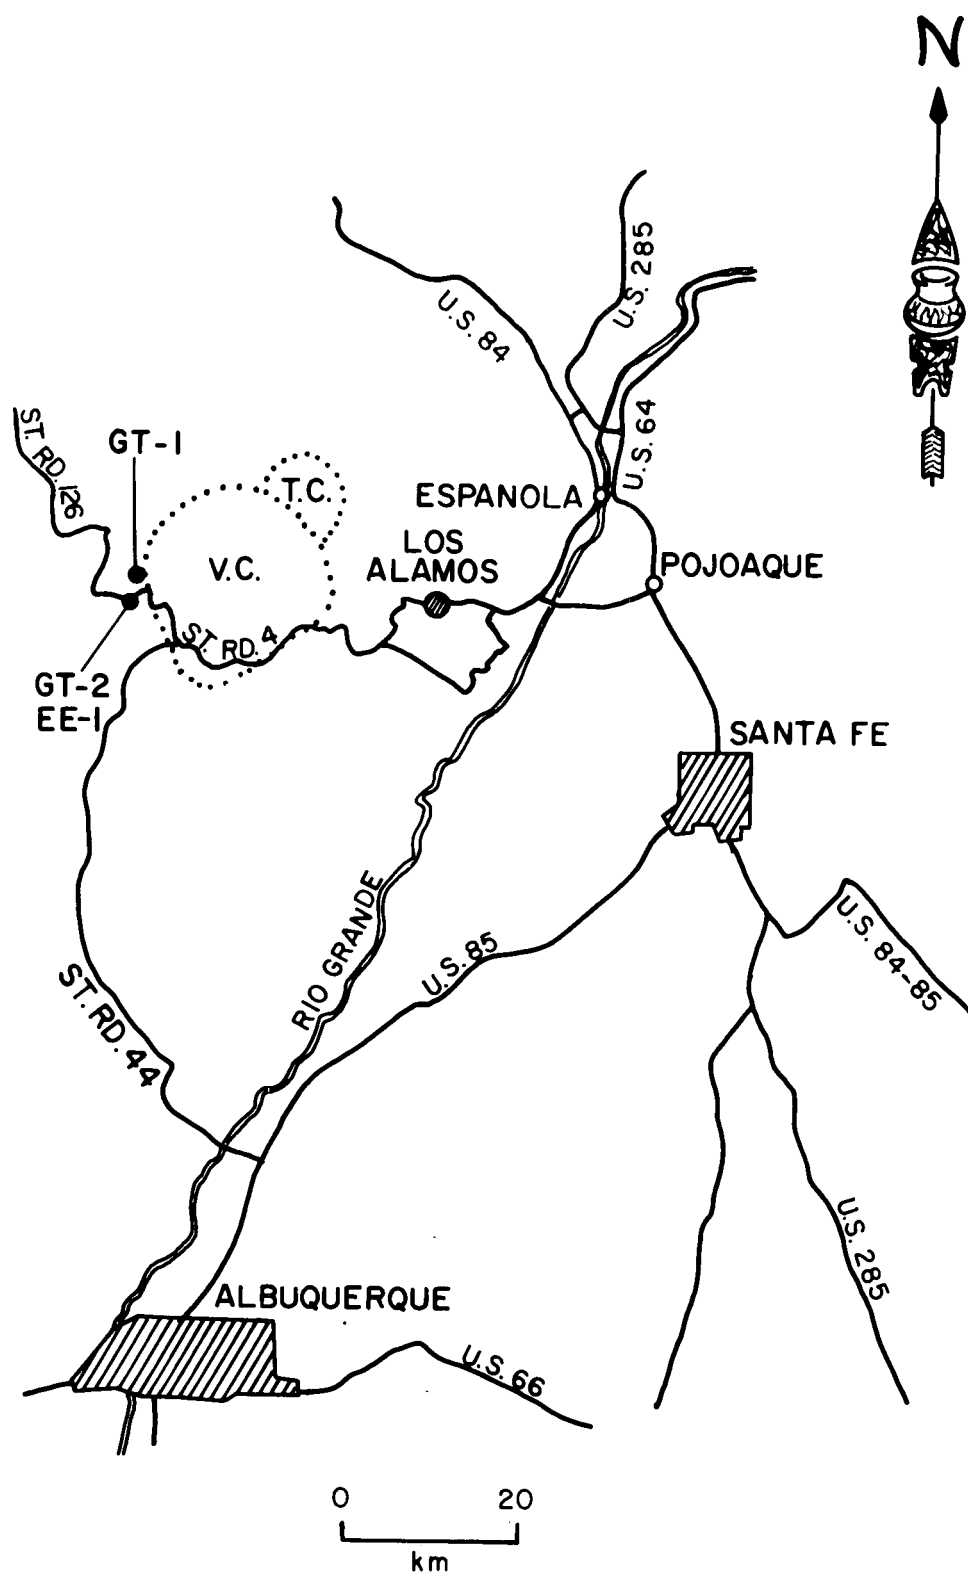 N
U.S. 285
U.S. 84
U.S. 64
ST. RD. 126
GT-1
T.C.
ESPANOLA
V.C.
LOS
ALAMOS
POJOAQUE
ST. RD. 4
GT-2
EE-1
SANTA FE
RIO GRANDE
U.S. 85
U.S. 84-85
ST. RD. 44
U.S. 285
ALBUQUERQUE
U.S. 66
0 20
km